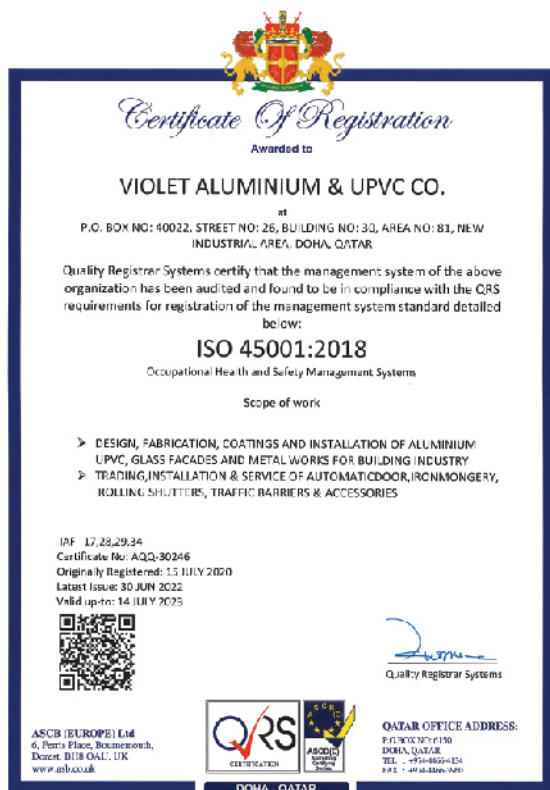 Certificate Of Registration
Awarded to
VIOLET ALUMINIUM & UPVC CO.
at
P.O. BOX NO: 40022, STREET NO: 26, BUILDING NO: 30, AREA NO: 81, NEW
INDUSTRIAL AREA, DOHA, QATAR
Quality Registrar Systems certify that the management system of the above
organization has been audited and found to be in compliance with the QRS
requirements for registration of the management system standard detailed
below:
ISO 45001:2018
Occupational Health and Safety Management Systems
Scope of work
➢ DESIGN, FABRICATION, COATINGS AND INSTALLATION OF ALUMINIUM
UPVC, GLASS FACADES AND METAL WORKS FOR BUILDING INDUSTRY
➢ TRADING,INSTALLATION & SERVICE OF AUTOMATICDOOR,IRONMONGERY,
ROLLING SHUTTERS, TRAFFIC BARRIERS & ACCESSORIES
IAF 17,28,29,34
Certificate No: AQQ-30246
Originally Registered: 15 JULY 2020
Latest Issue: 30 JUN 2022
Valid up-to: 14 JULY 2023
Quality Registrar Systems
ASCB (EUROPE) Ltd
6, Place, Bournemouth,
Dorset. UK
QRS
CERTIFICATION
ASCB(E)
QATAR OFFICE ADDRESS:
P.O.BOX NO: 6150
DOHA, QATAR
TEL
FAX
DOHA - QATAR